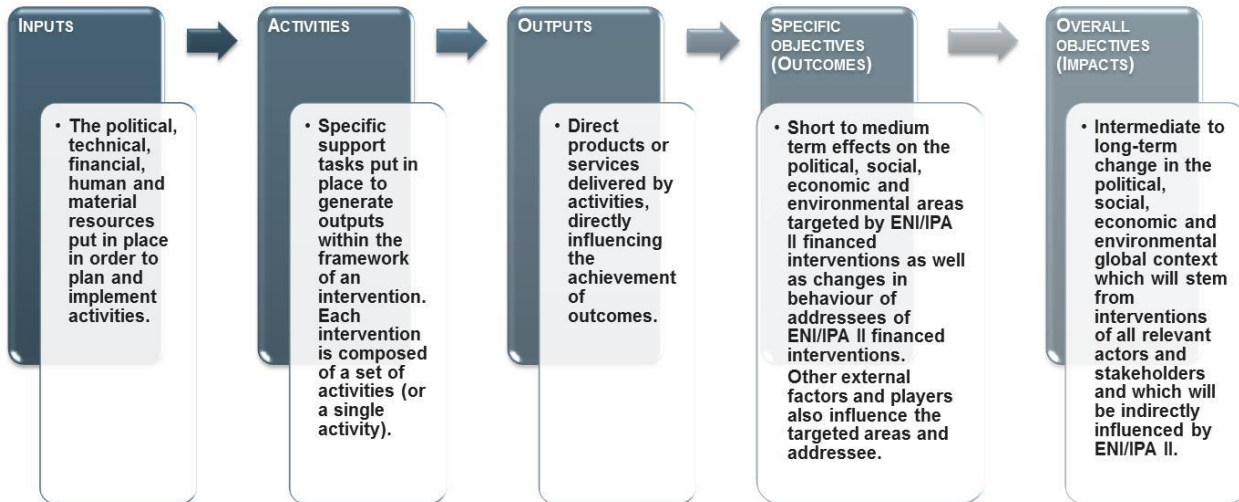 INPUTS
• The political,
technical,
financial,
human and
material
resources
put in place
in order to
plan and
implement
activities.
ACTIVITIES
• Specific
support
tasks put in
place to
generate
outputs
within the
framework
of an
intervention.
Each
intervention
is composed
of a set of
activities (or
a single
activity).
OUTPUTS
• Direct
products or
services
delivered by
activities,
directly
influencing
the
achievement
of
outcomes.
SPECIFIC
OBJECTIVES
(OUTCOMES)
• Short to medium
term effects on the
political, social,
economic and
environmental areas
targeted by ENI/IPA
II financed
interventions as well
as changes in
behaviour of
addressees of
ENI/IPA II financed
interventions.
Other external
factors and players
also influence the
targeted areas and
addressee.
OVERALL
OBJECTIVES
(IMPACTS)
• Intermediate to
long-term
change in the
political,
social,
economic and
environmental
global context
which will stem
from
interventions
of all relevant
actors and
stakeholders
and which will
be indirectly
influenced by
ENI/IPA II.